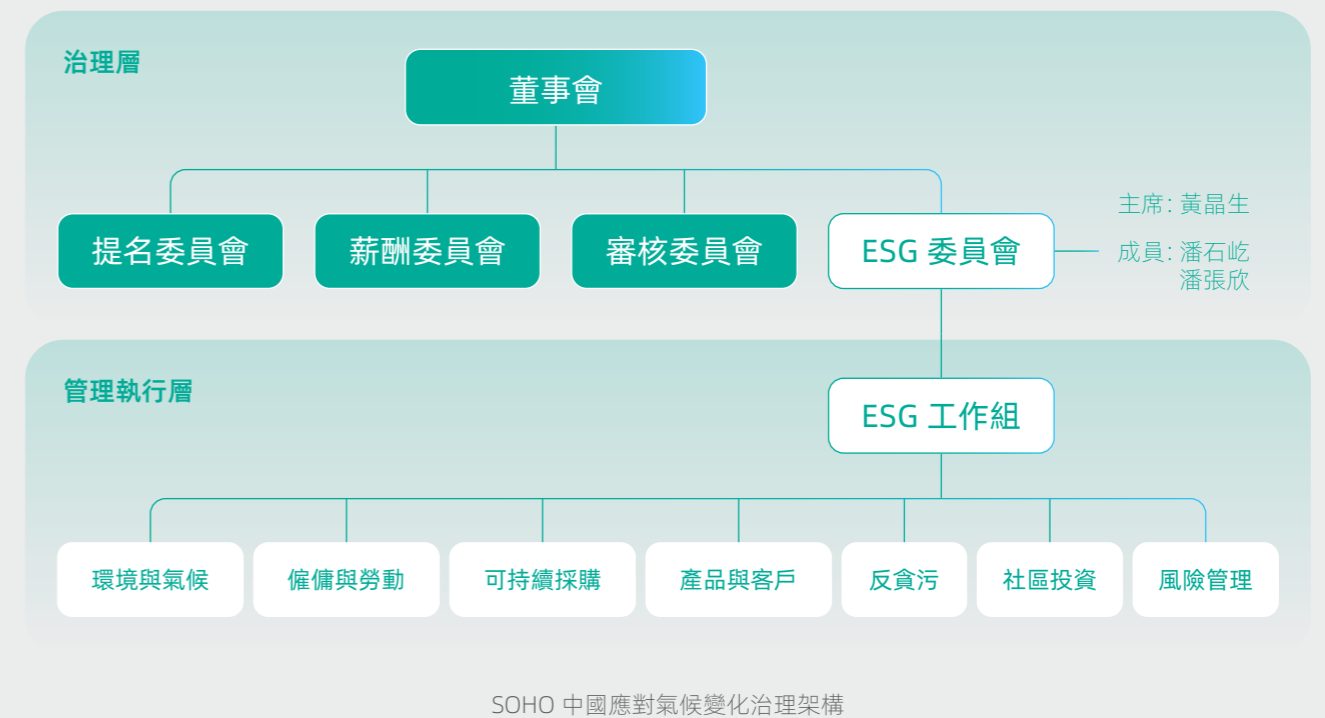 治理層
董事會
提名委員會
薪酬委員會
審核委員會
ESG 委員會
主席: 黃晶生
成員: 潘石屹
潘張欣
管理執行層
ESG 工作組
環境與氣候
僱傭與勞動
可持續採購
產品與客戶
反貪污
社區投資
風險管理
SOHO 中國應對氣候變化治理架構